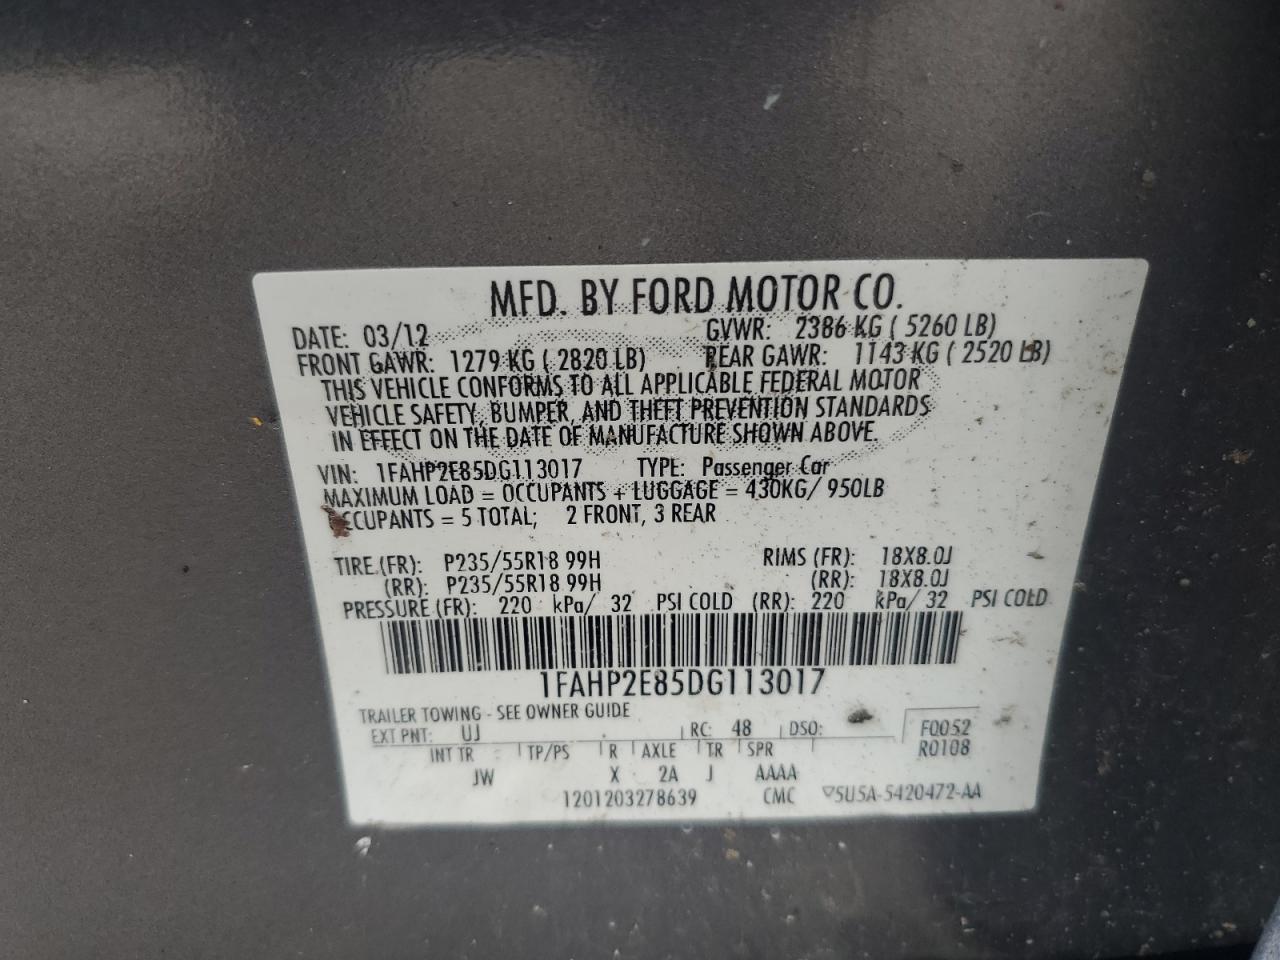 MFD. BY FORD MOTOR CO.
DATE: 03/12 GVWR: 2386 KG ( 5260 LB)
FRONT GAWR: 1279 KG ( 2820 LB) REAR GAWR: 1143 KG ( 2520 LB)
THIS VEHICLE CONFORMS TO ALL APPLICABLE FEDERAL MOTOR
VEHICLE SAFETY, BUMPER, AND THEFT PREVENTION STANDARDS
IN EFFECT ON THE DATE OF MANUFACTURE SHOWN ABOVE.
VIN: 1FAHP2E85DG113017 TYPE: Passenger Car
MAXIMUM LOAD = OCCUPANTS + LUGGAGE = 430KG/ 950LB
OCCUPANTS = 5 TOTAL; 2 FRONT, 3 REAR
TIRE (FR): P235/55R18 99H RIMS (FR): 18X8.0J
(RR): P235/55R18 99H (RR): 18X8.0J
PRESSURE (FR): 220 kPa/ 32 PSI COLD (RR): 220 kPa/ 32 PSI COLD
1FAHP2E85DG113017
TRAILER TOWING - SEE OWNER GUIDE
EXT PNT: UJ RC: 48 DSO: F0052
INT TR TP/PS R AXLE TR SPR R0108
JW X 2A J AAAA
1201203278639 CMC ▽5U5A-5420472-AA